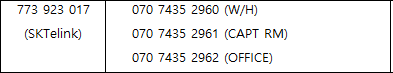 773 923 017
(SKTelink)
070 7435 2960 (W/H)
070 7435 2961 (CAPT RM)
070 7435 2962 (OFFICE)